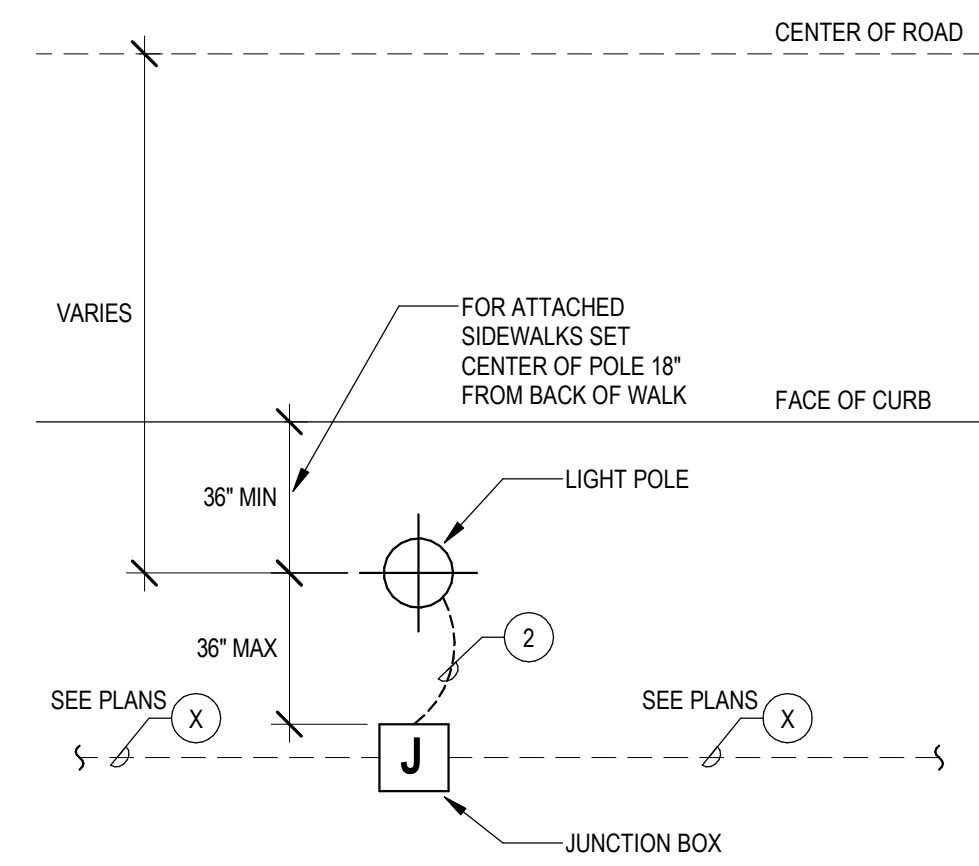 CENTER OF ROAD
VARIES
FOR ATTACHED
SIDEWALKS SET
CENTER OF POLE 18"
FROM BACK OF WALK
FACE OF CURB
36" MIN
LIGHT POLE
36" MAX
2
SEE PLANS X
SEE PLANS X
J
JUNCTION BOX